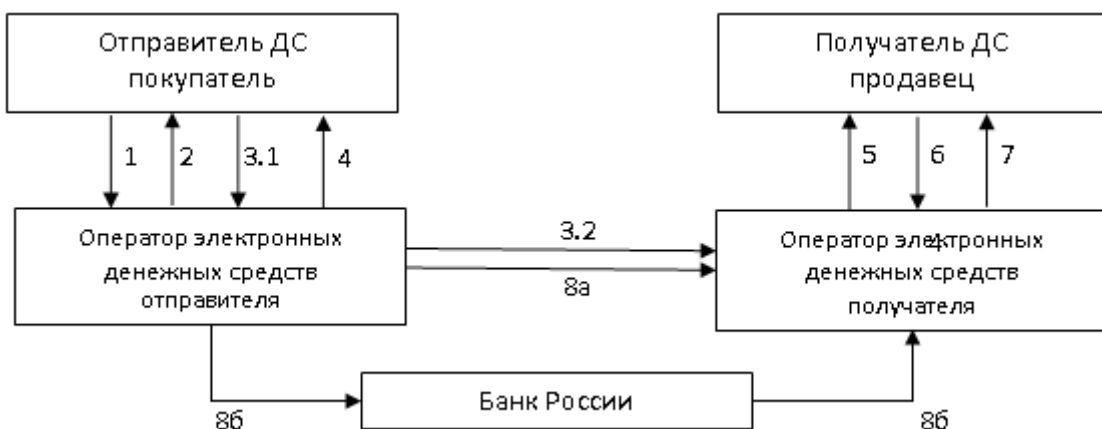 Отправитель ДС
покупатель
Получатель ДС
продавец
1
2
3.1
4
5
6
7
Оператор электронных
денежных средств
отправителя
3.2
8а
Оператор электронных
4
денежных средств
получателя
Банк России
8б
8б